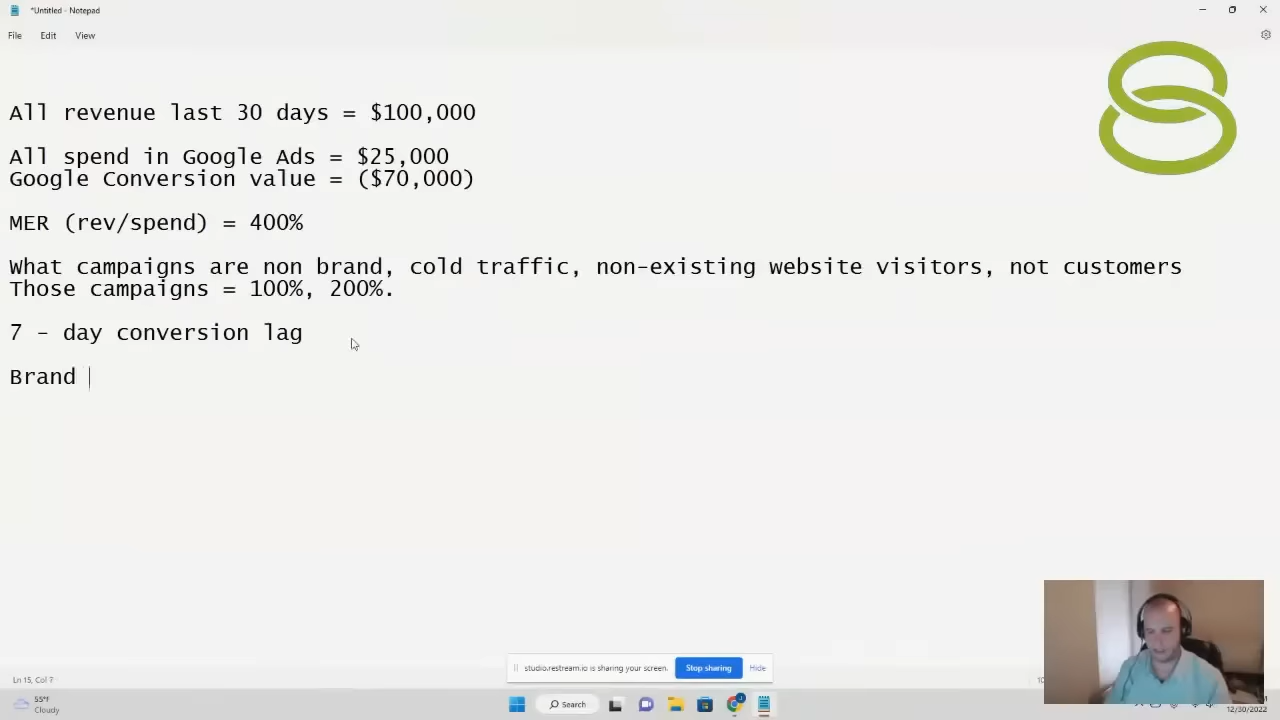 *Untitled - Notepad
File Edit View
All revenue last 30 days = $100,000
All spend in Google Ads = $25,000
Google Conversion value = ($70,000)
MER (rev/spend) = 400%
What campaigns are non brand, cold traffic, non-existing website visitors, not customers
Those campaigns = 100%, 200%.
7 - day conversion lag
Brand
studio.restream.io is sharing your screen. Stop sharing Hide
Ln 15, Col 7
55°F
Cloudy
Search
12/30/2022